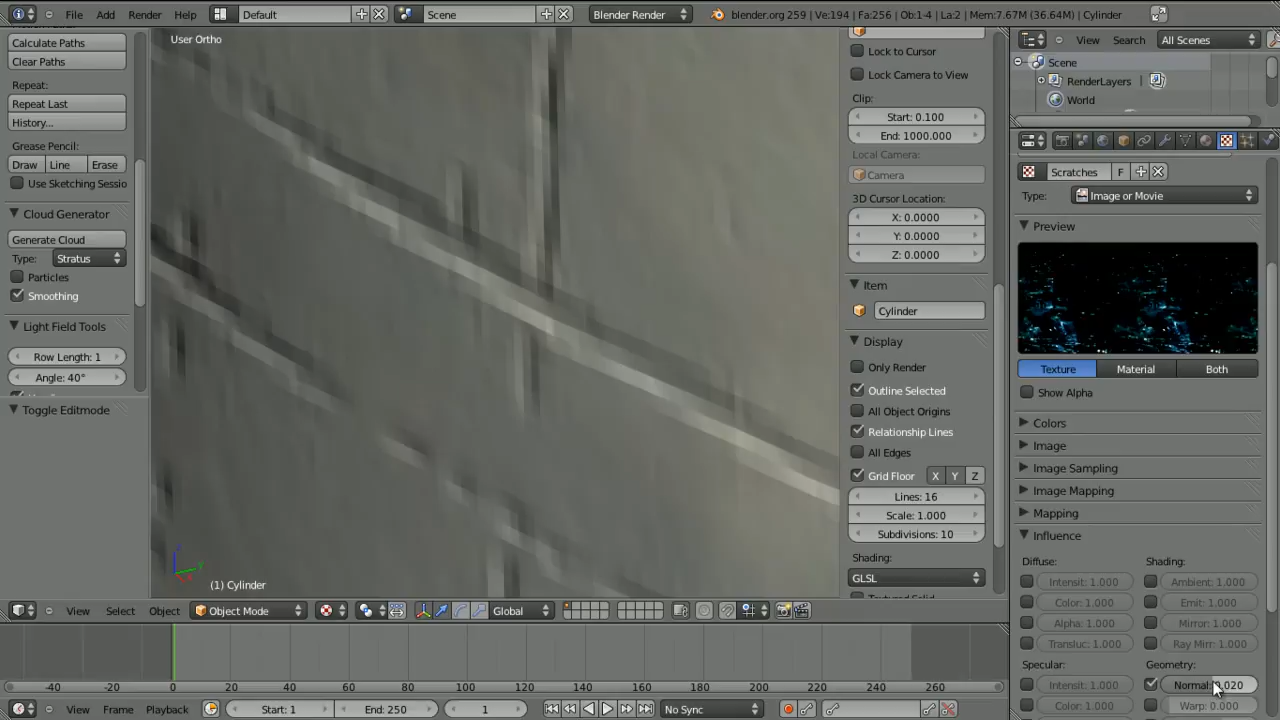 File Add Render Help Default Scene Blender Render blender.org 259 | Ve:194 | Fa:256 | Ob:1-4 | La:2 | Mem:7.67M (36.64M) | Cylinder
Calculate Paths
Clear Paths
Repeat:
Repeat Last
History...
Grease Pencil:
Draw Line Erase
Use Sketching Sessio
Cloud Generator
Generate Cloud
Type: Stratus
Particles
Smoothing
Light Field Tools
Row Length: 1
Angle: 40°
Toggle Editmode
User Ortho
(1) Cylinder
Lock to Cursor
Lock Camera to View
Clip:
Start: 0.100
End: 1000.000
Local Camera:
Camera
3D Cursor Location:
X: 0.0000
Y: 0.0000
Z: 0.0000
Item
Cylinder
Display
Only Render
Outline Selected
All Object Origins
Relationship Lines
All Edges
Grid Floor X Y Z
Lines: 16
Scale: 1.000
Subdivisions: 10
Shading:
GLSL
View Search All Scenes
Scene
RenderLayers |
World
Scratches F
Type: Image or Movie
Preview
Texture Material Both
Show Alpha
Colors
Image
Image Sampling
Image Mapping
Mapping
Influence
Diffuse: Shading:
Intensit: 1.000 Ambient: 1.000
Color: 1.000 Emit: 1.000
Alpha: 1.000 Mirror: 1.000
Transluc: 1.000 Ray Mirr: 1.000
Specular: Geometry:
Intensit: 1.000 Normal: 0.020
Color: 1.000 Warp: 0.000
View Select Object Object Mode Global
-40 -20 0 20 40 60 80 100 120 140 160 180 200 220 240 260
View Frame Playback Start: 1 End: 250 1 No Sync